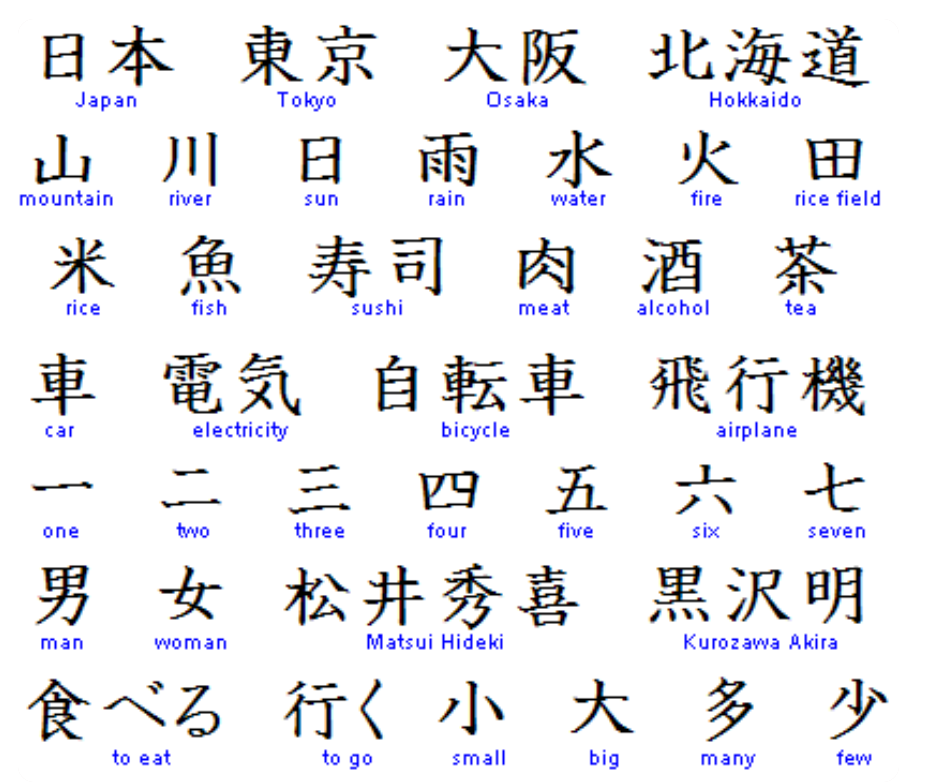 日本 東京 大阪 北海道
Japan Tokyo Osaka Hokkaido
山 川 日 雨 水 火 田
mountain river sun rain water fire rice field
米 魚 寿司 肉 酒 茶
rice fish sushi meat alcohol tea
車 電気 自転車 飛行機
car electricity bicycle airplane
一 二 三 四 五 六 七
one two three four five six seven
男 女 松井秀喜 黒沢明
man woman Matsui Hideki Kurozawa Akira
食べる 行く 小 大 多 少
to eat to go small big many few